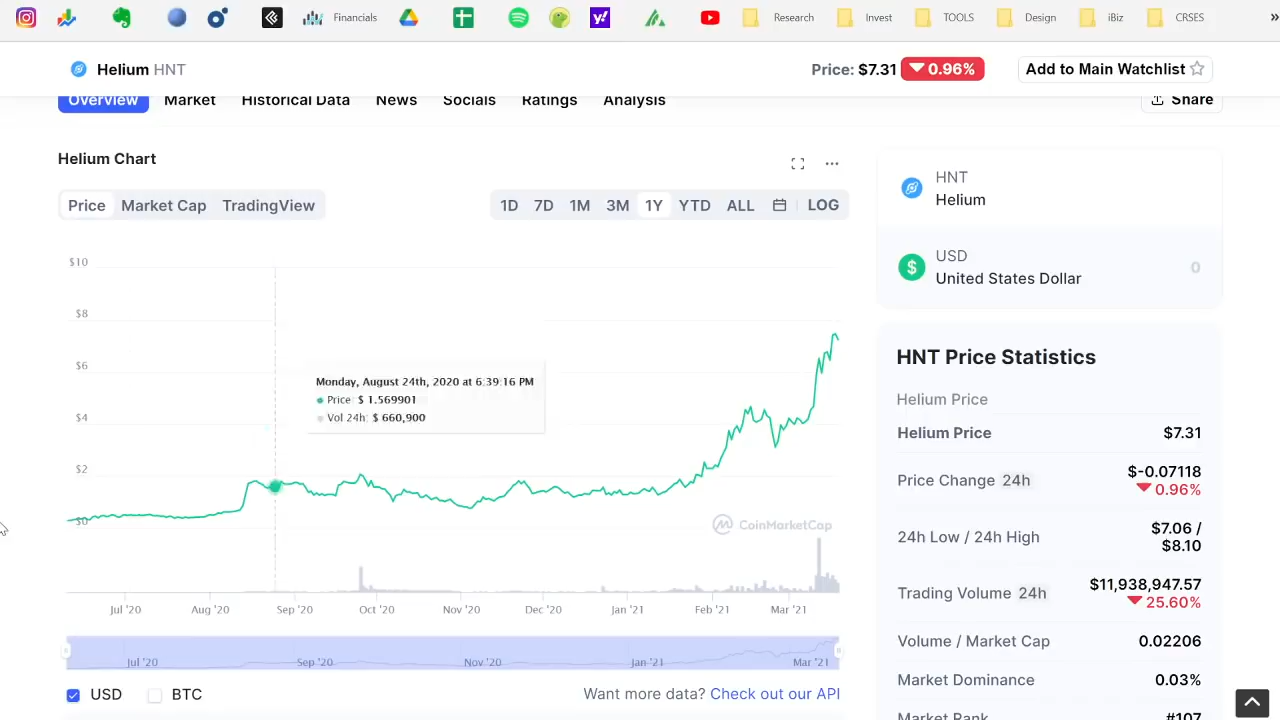 Financials
Research
Invest
TOOLS
Design
iBiz
CRSES
»
Helium HNT
Price: $7.31 0.96%
Add to Main Watchlist
Overview Market Historical Data News Socials Ratings Analysis
Share
Helium Chart
Price Market Cap TradingView
1D 7D 1M 3M 1Y YTD ALL LOG
$10
$8
$6
$4
$2
$0
Monday, August 24th, 2020 at 6:39:16 PM
Price: $ 1.569901
Vol 24h: $ 660,900
CoinMarketCap
Jul '20 Aug '20 Sep '20 Oct '20 Nov '20 Dec '20 Jan '21 Feb '21 Mar '21
Jul '20 Sep '20 Nov '20 Jan '21 Mar '21
USD BTC
Want more data? Check out our API
HNT
Helium
USD
United States Dollar
0
HNT Price Statistics
Helium Price
Helium Price $7.31
Price Change 24h $-0.07118
0.96%
24h Low / 24h High $7.06 /
$8.10
Trading Volume 24h $11,938,947.57
25.60%
Volume / Market Cap 0.02206
Market Dominance 0.03%
Market Rank #107